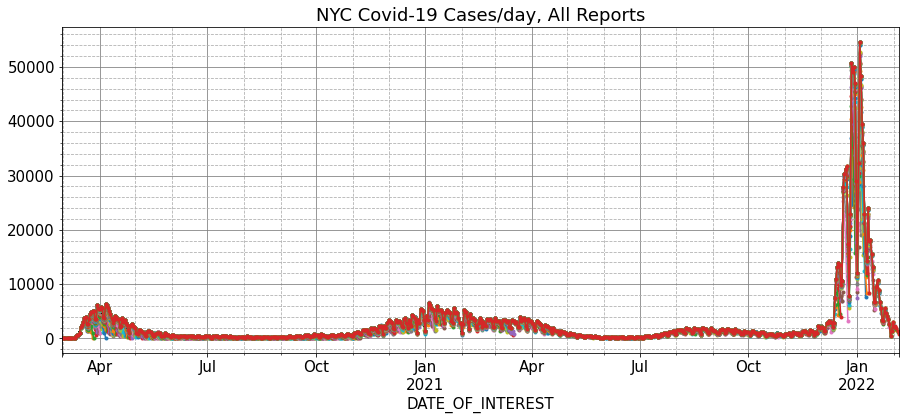 NYC Covid-19 Cases/day, All Reports
50000
40000
30000
20000
10000
0
Apr Jul Oct Jan Apr Jul Oct Jan
2021 2022
DATE_OF_INTEREST